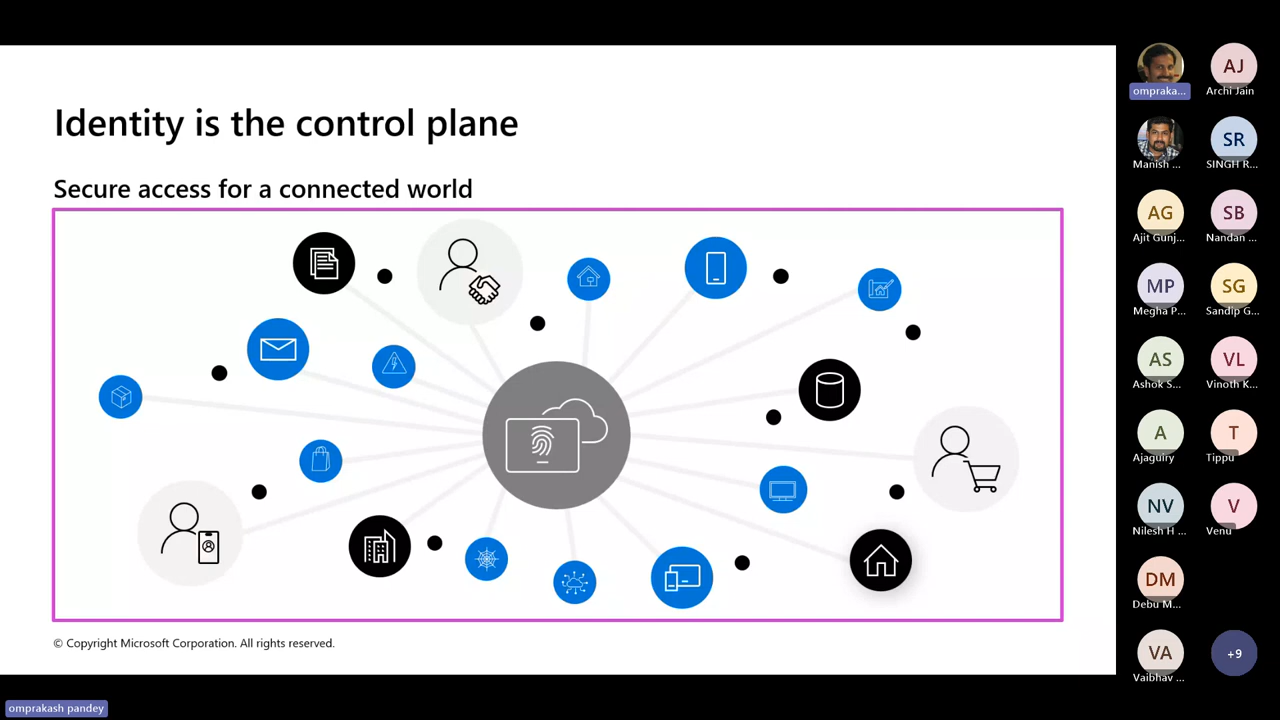 Identity is the control plane
Secure access for a connected world
© Copyright Microsoft Corporation. All rights reserved.
omprakash pandey
ompraka...
AJ
Archi Jain
Manish ...
SR
SINGH R...
AG
Ajit Gunj...
SB
Nandan ...
MP
Megha P...
SG
Sandip G...
AS
Ashok S...
VL
Vinoth K...
A
Ajaguiry
T
Tippu
NV
Nilesh H ...
V
Venu
DM
Debu M...
VA
Vaibhav ...
+9